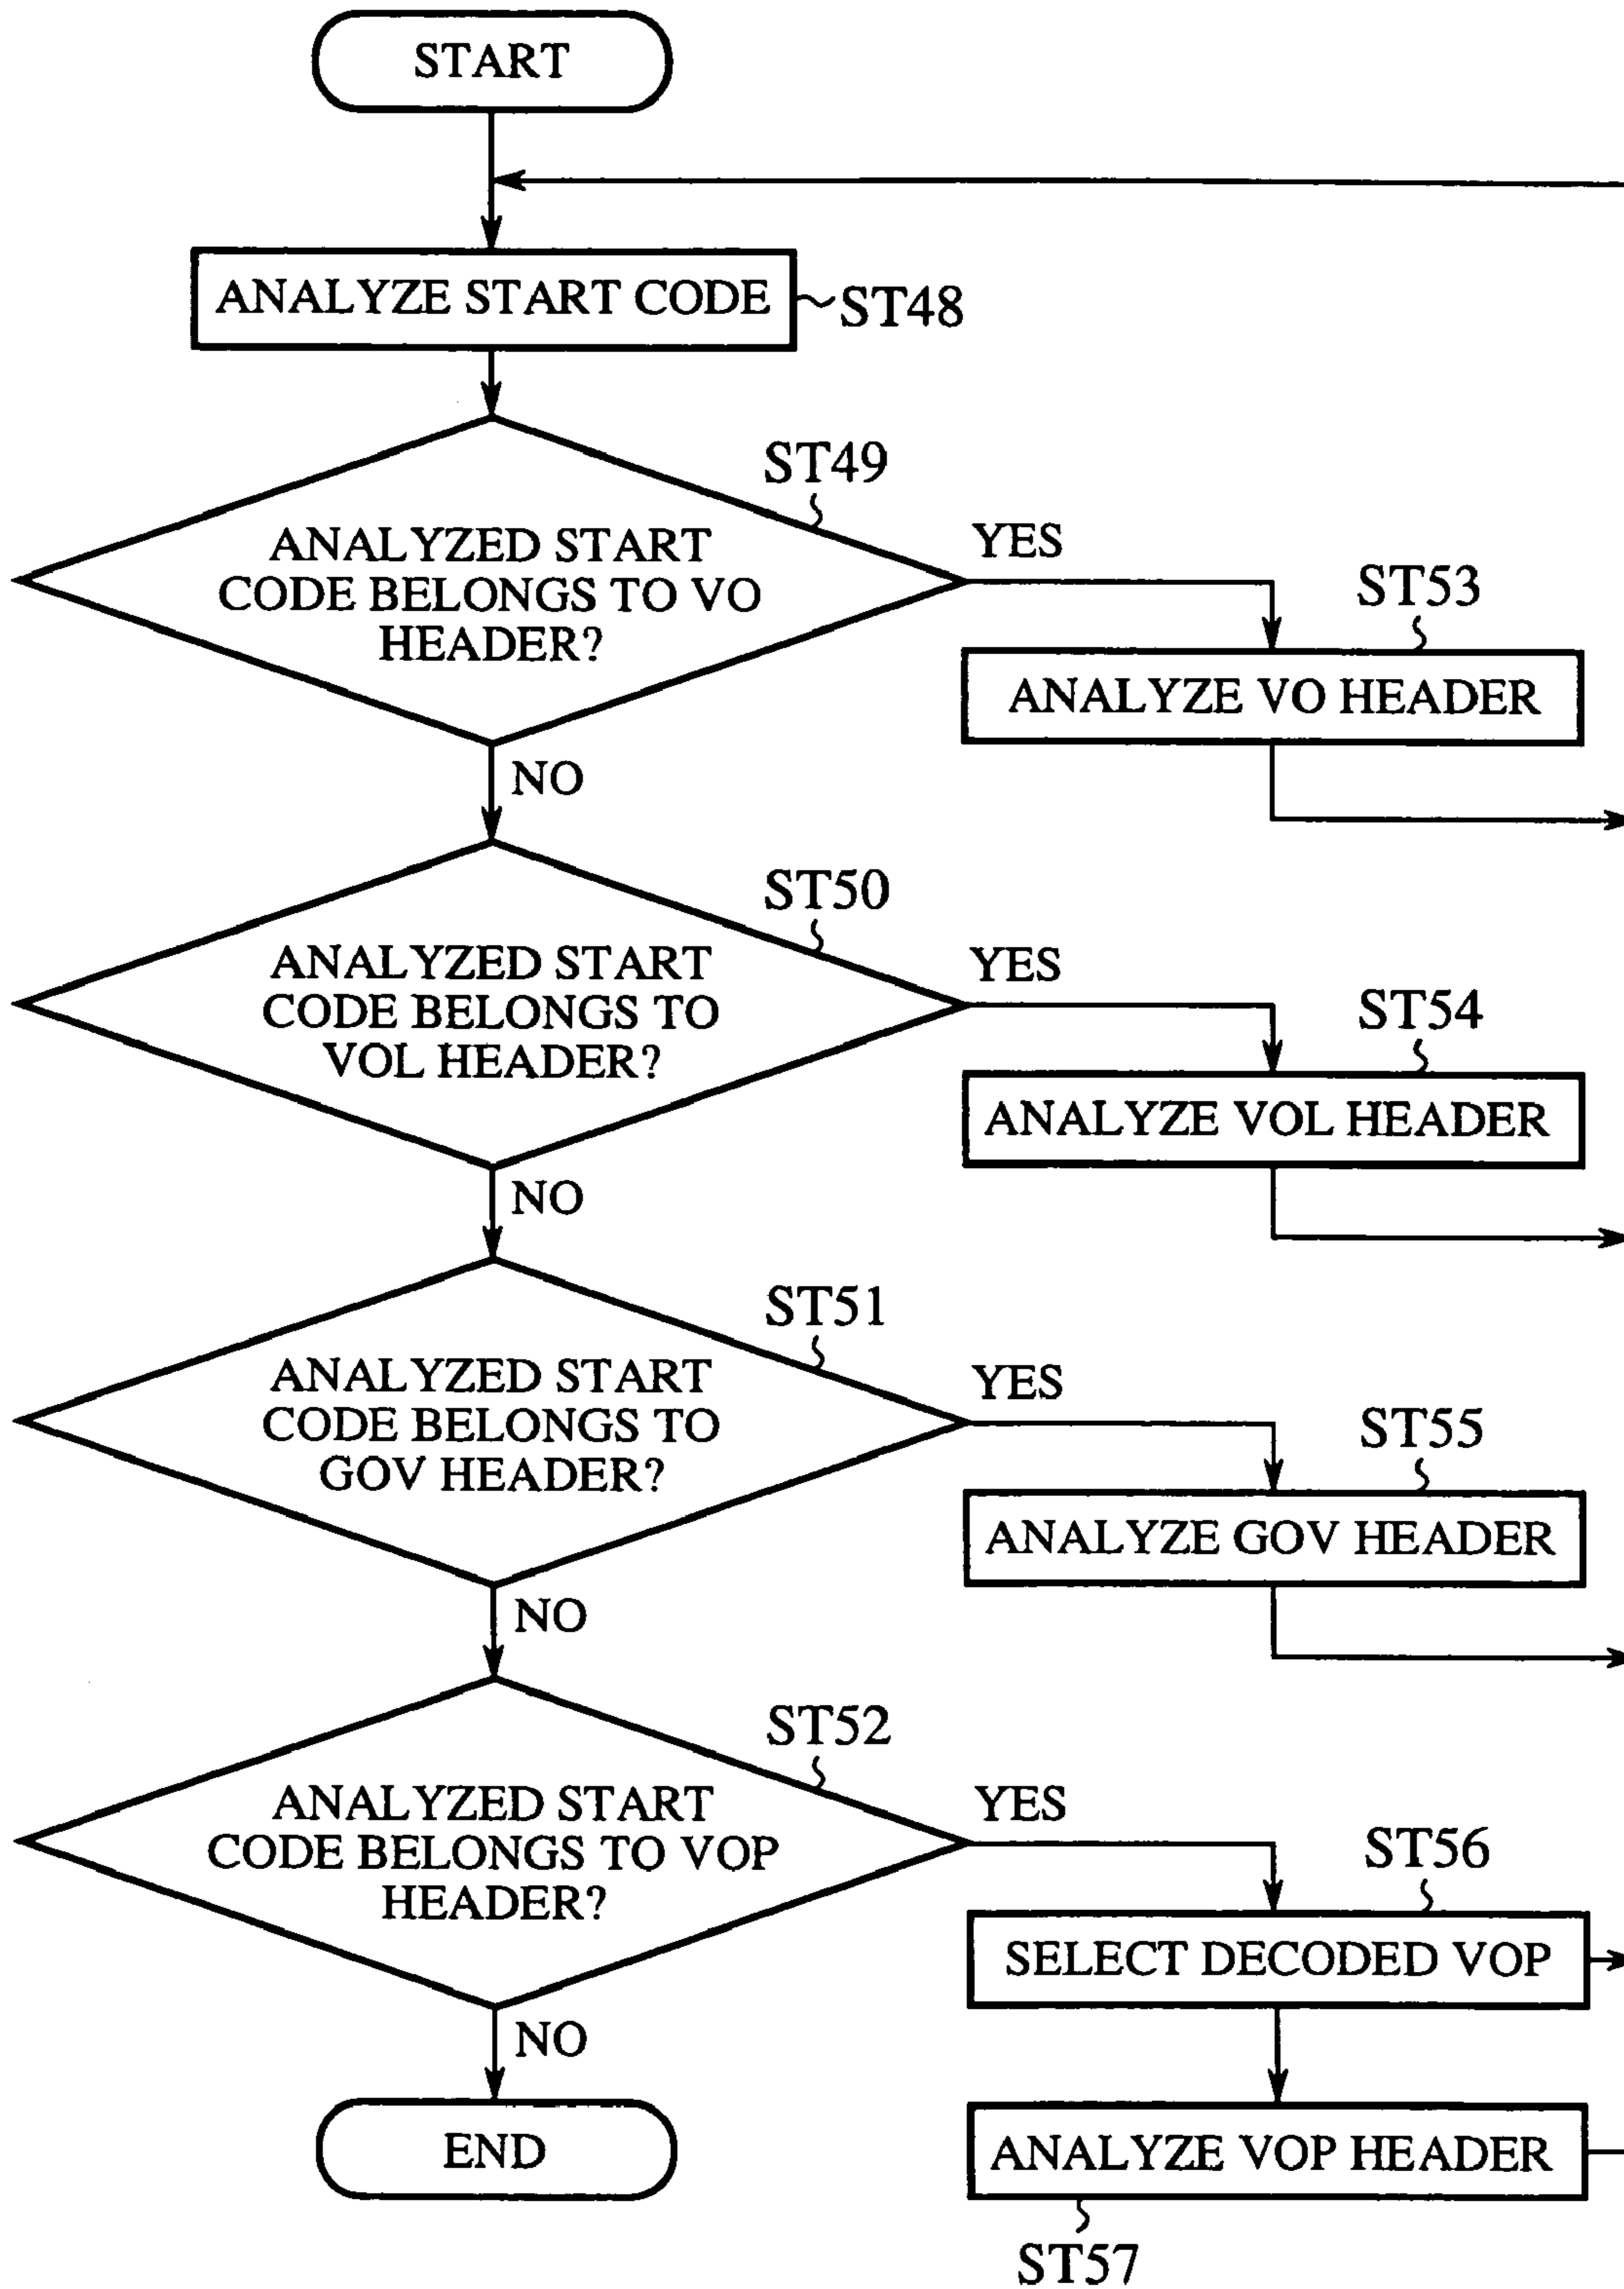 START
ANALYZE START CODE
ST48
ST49
ANALYZED START
CODE BELONGS TO VO
HEADER?
YES
ST53
ANALYZE VO HEADER
NO
ST50
ANALYZED START
CODE BELONGS TO
VOL HEADER?
YES
ST54
ANALYZE VOL HEADER
NO
ST51
ANALYZED START
CODE BELONGS TO
GOV HEADER?
YES
ST55
ANALYZE GOV HEADER
NO
ST52
ANALYZED START
CODE BELONGS TO VOP
HEADER?
YES
ST56
SELECT DECODED VOP
NO
END
ANALYZE VOP HEADER
ST57